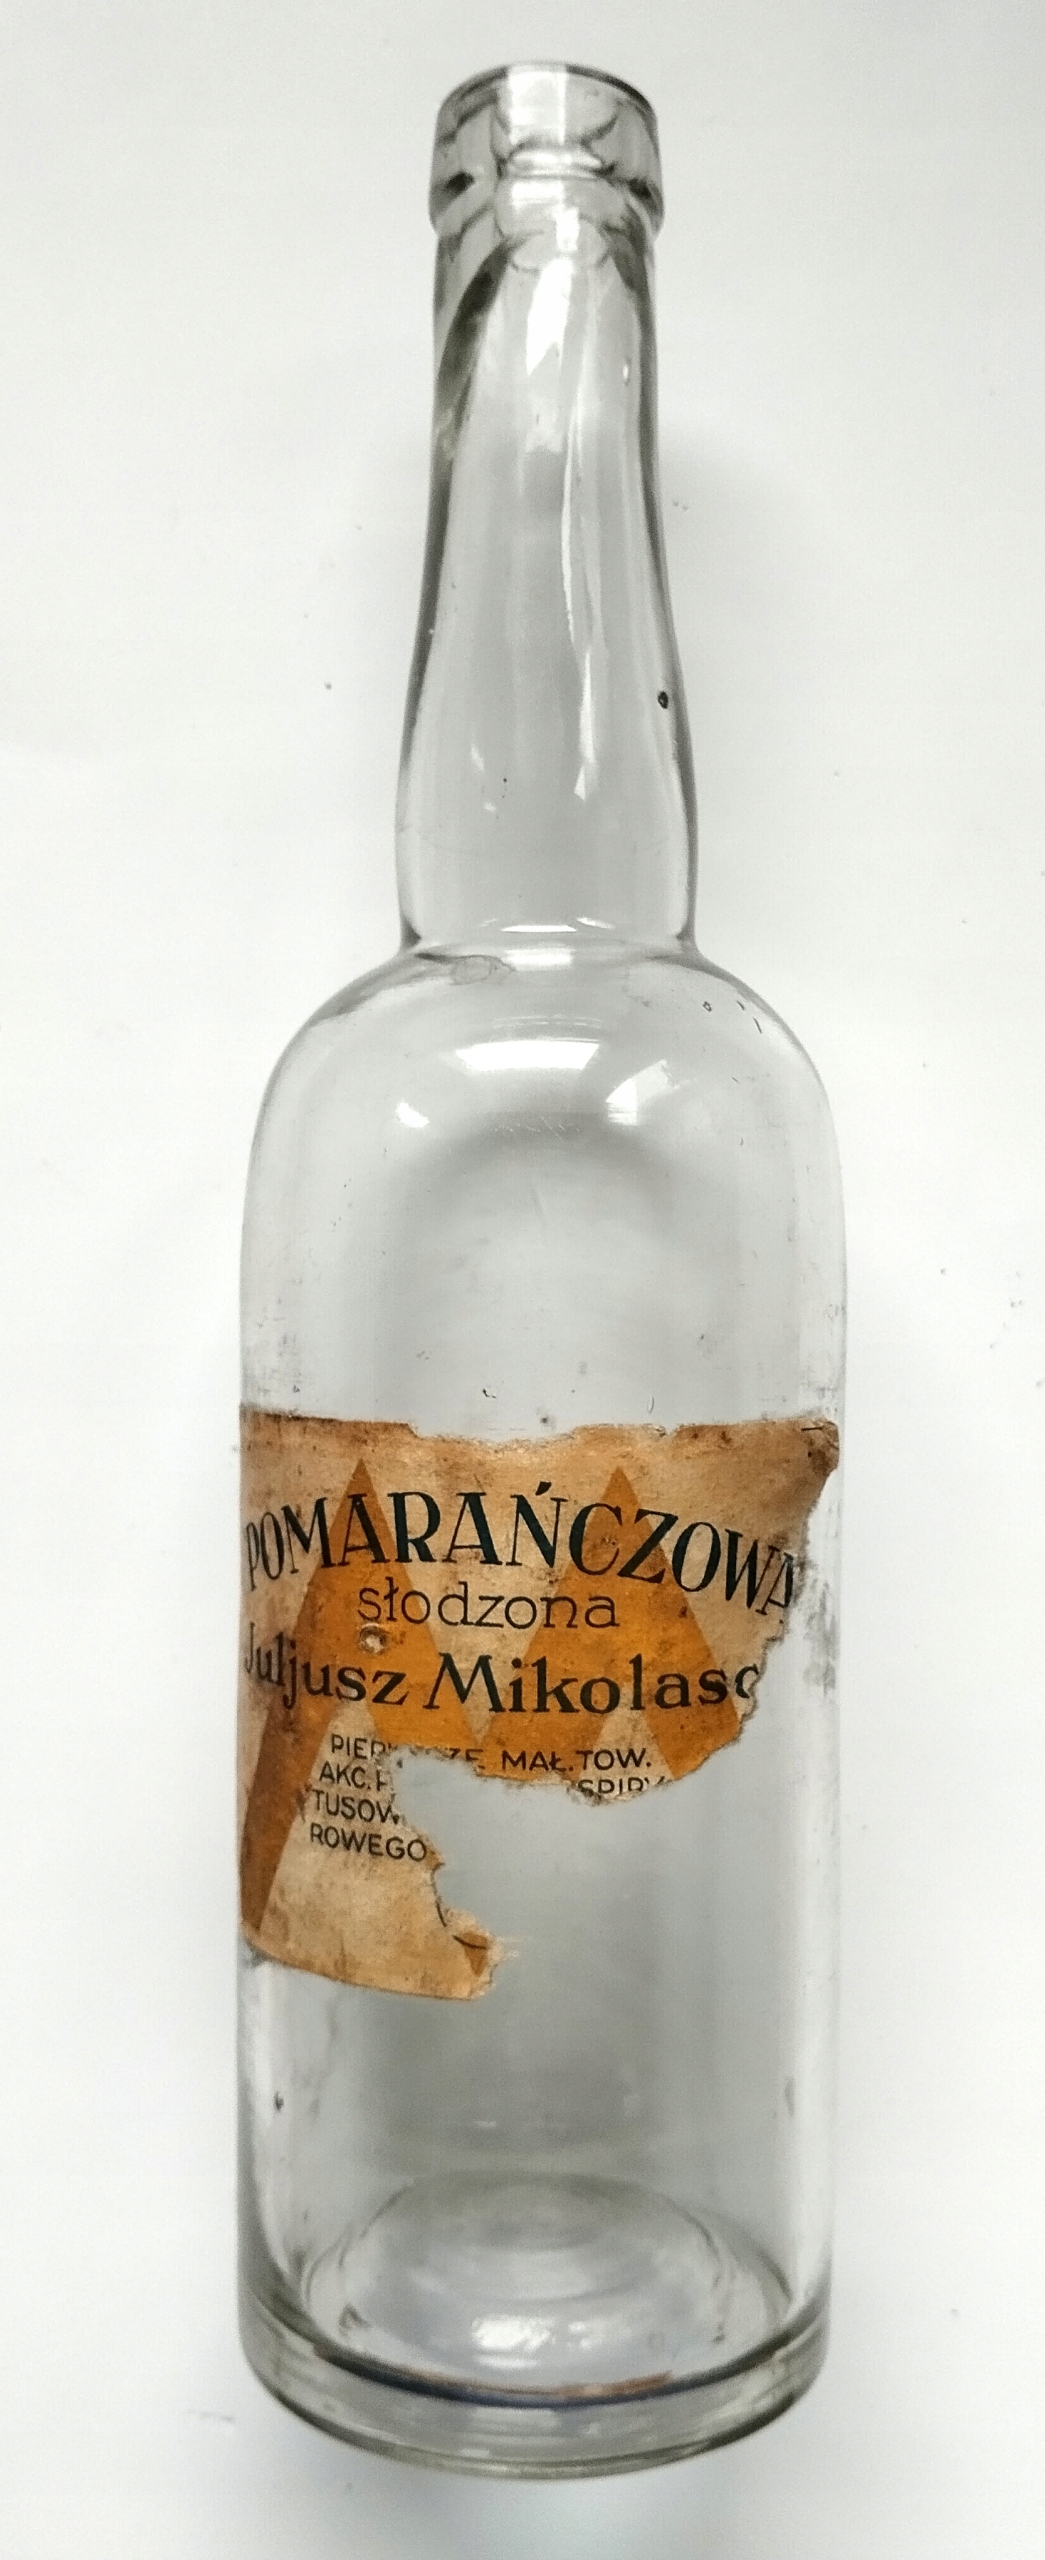 POMARAŃCZOWA
słodzona
Juljusz Mikolasc
MAŁ. TOW.
AKC.
ROWEGO